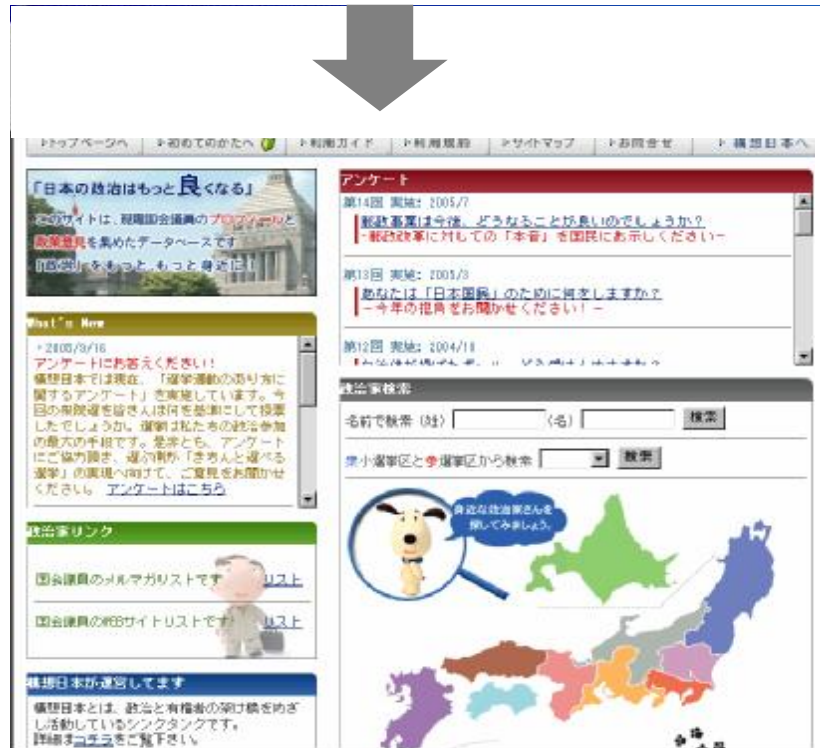 ▷トップページへ ▷初めてのかたへ ▷利用ガイド ▷利用規約 ▷サイトマップ ▷お問合せ ▷構想日本へ
「日本の政治はもっと良くなる」
このサイトは、現職国会議員のプロフィールと
政策意見を集めたデータベースです
「政治」をもっと、もっと身近に！
What's New
・2005/9/16
アンケートにお答えください！
構想日本では現在、「選挙運動のあり方に
関するアンケート」を実施しています。今
回の衆院選を皆さんは何を基準にして投票
したでしょうか。選挙は私たちの政治参加
の最大の手段です。是非とも、アンケート
にご協力頂き、選ぶ側が「きちんと選べる
選挙」の実現へ向けて、ご意見をお聞かせ
ください。 アンケートはこちら
政治家リンク
国会議員のメルマガリストです リスト
国会議員のWEBサイトリストです リスト
構想日本が運営してます
構想日本とは、政治と有権者の架け橋をめざ
し活動しているシンクタンクです。
詳細はコチラをご覧下さい。
アンケート
第14回 実施: 2005/7
郵政事業は今後、どうなることが良いのでしょうか？
-郵政改革に対しての「本音」を国民にお示しください-
第13回 実施: 2005/3
あなたは「日本国民」のために何をしますか？
-今年の抱負をお聞かせください！-
第12回 実施: 2004/10
政治家検索
名前で検索（姓） （名） 検索
衆小選挙区と参選挙区から検索 検索
身近な政治家さんを
探してみましょう。